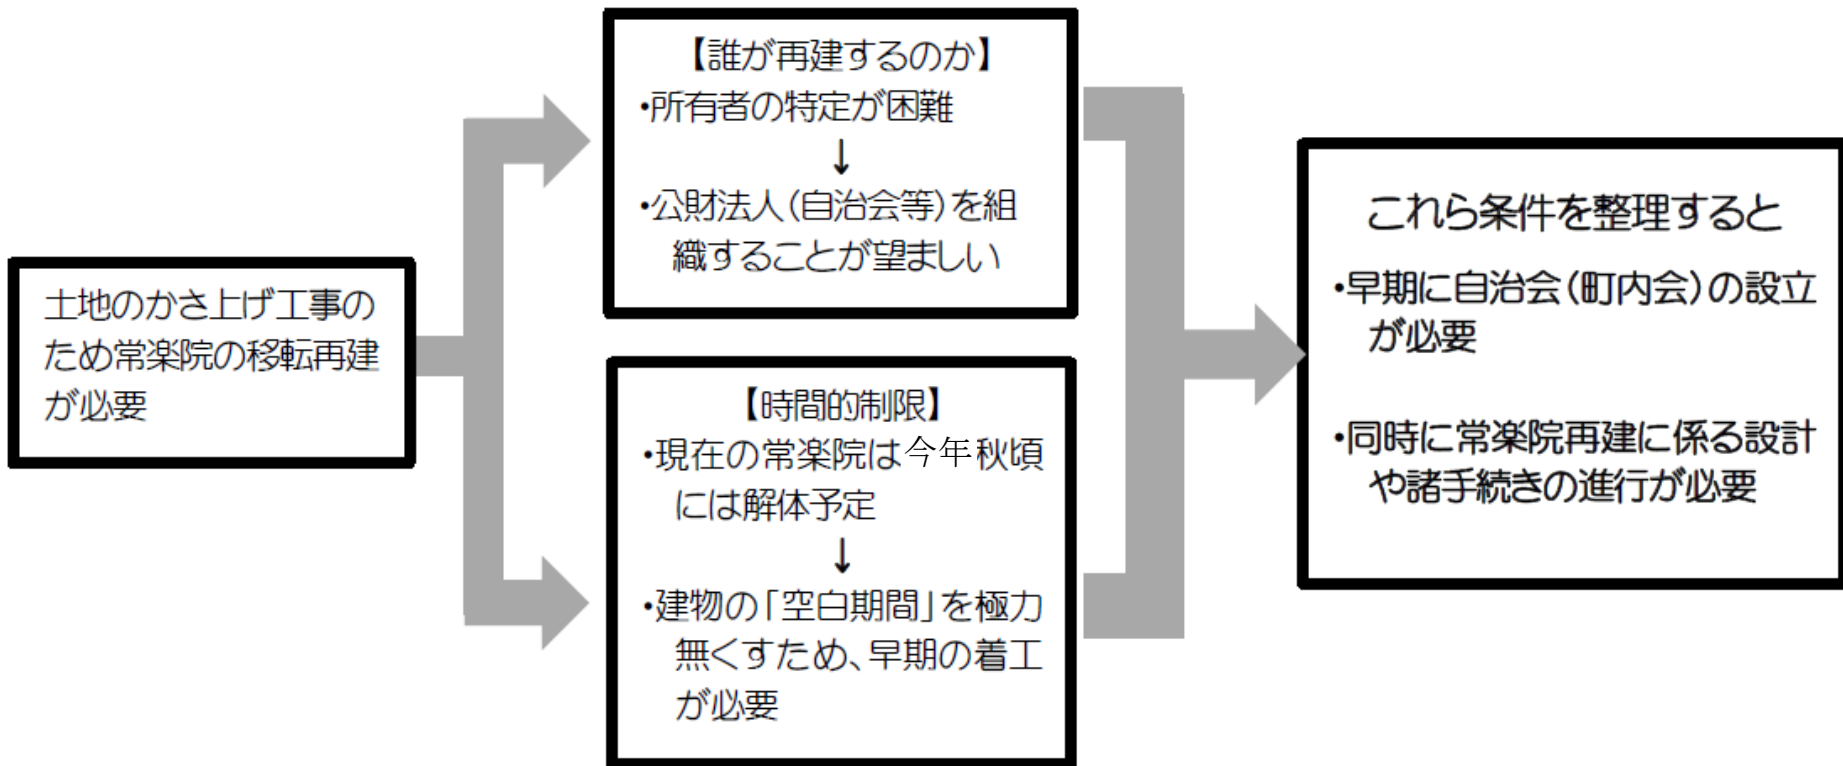 土地のかさ上げ工事の
ため常楽院の移転再建
が必要
【誰が再建するのか】
・所有者の特定が困難
↓
・公財法人(自治会等)を組
織することが望ましい
【時間的制限】
・現在の常楽院は今年秋頃
には解体予定
↓
・建物の「空白期間」を極力
無くすため、早期の着工
が必要
これら条件を整理すると
・早期に自治会(町内会)の設立
が必要
・同時に常楽院再建に係る設計
や諸手続きの進行が必要